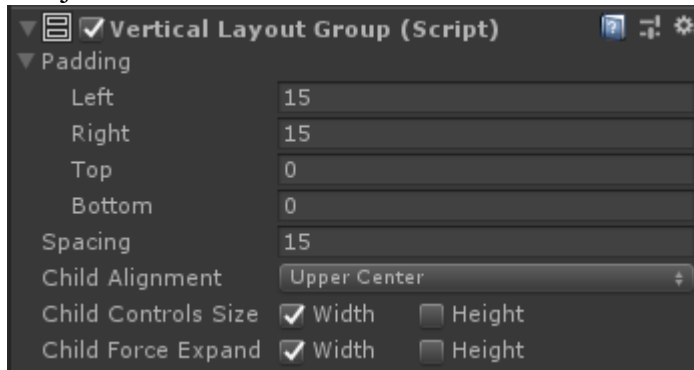 Vertical Layout Group (Script)
Padding
Left 15
Right 15
Top 0
Bottom 0
Spacing 15
Child Alignment Upper Center
Child Controls Size Width Height
Child Force Expand Width Height